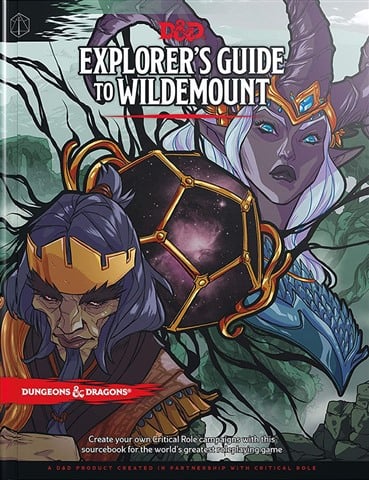 D&D
EXPLORER'S GUIDE
TO WILDEMOUNT
DUNGEONS & DRAGONS®
Create your own Critical Role campaigns with this
sourcebook for the world's greatest roleplaying game
A D&D PRODUCT CREATED IN PARTNERSHIP WITH CRITICAL ROLE